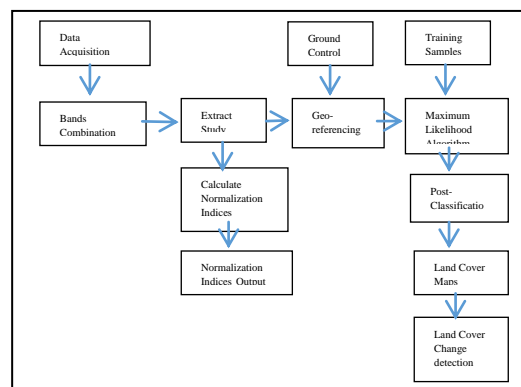 Data
Acquisition
Ground
Control
Training
Samples
Bands
Combination
Extract
Study
Geo-
referencing
Maximum
Likelihood
Algorithm
Calculate
Normalization
Indices
Post-
Classificatio
Normalization
Indices Output
Land Cover
Maps
Land Cover
Change
detection